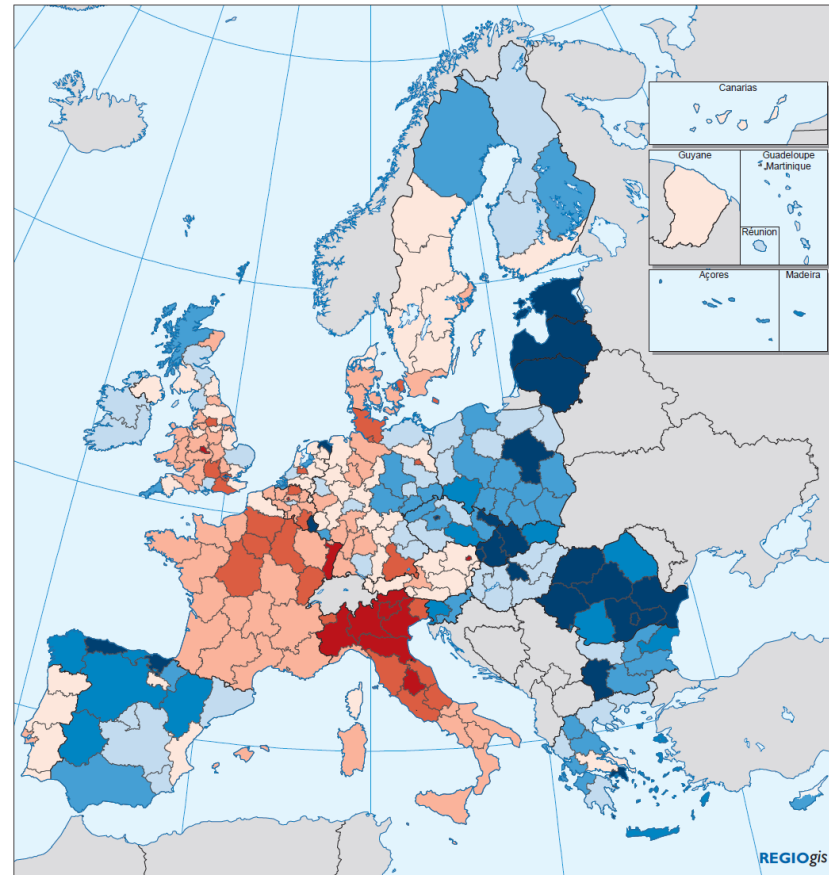 Canarias
Guyane
Guadeloupe
Martinique
Réunion
Açores
Madeira
REGIOgis